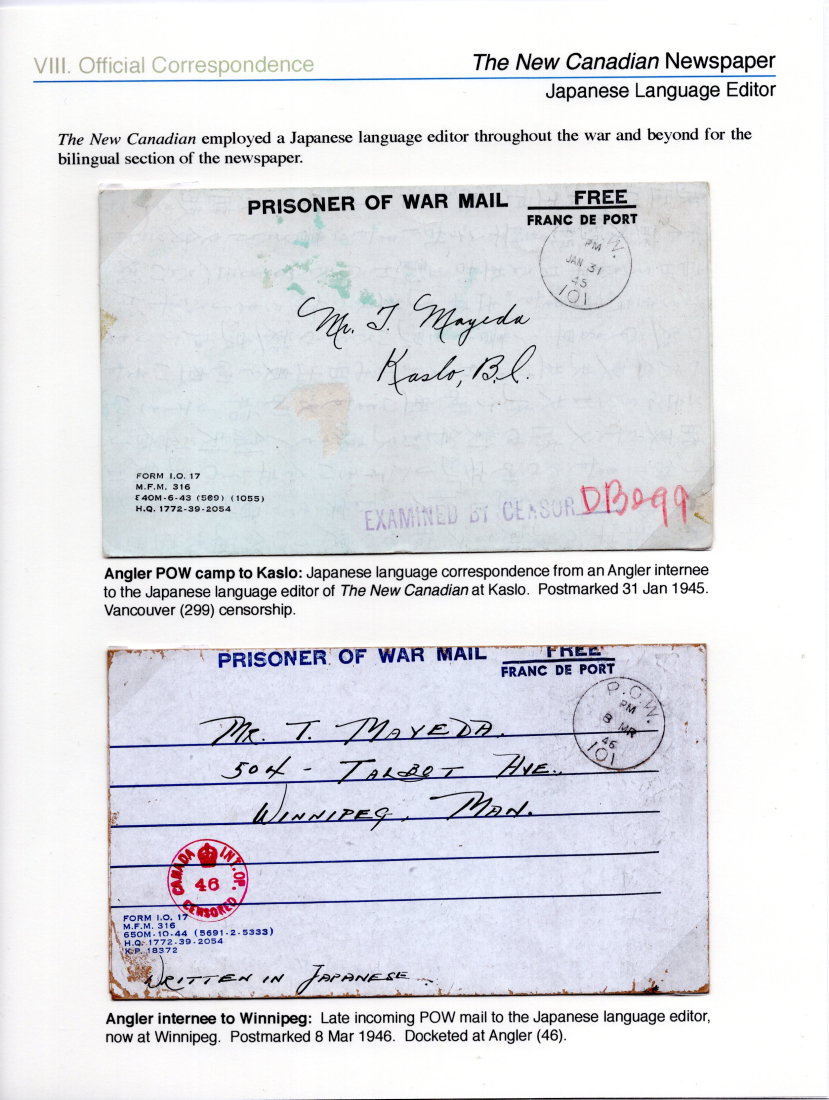 VIII. Official Correspondence
The New Canadian Newspaper
Japanese Language Editor
The New Canadian employed a Japanese language editor throughout the war and beyond for the
bilingual section of the newspaper.
PRISONER OF WAR MAIL
FREE
FRANC DE PORT
PM
JAN 31
45
101
Mr. T. Mayeda
Kaslo, B.C.
FORM I.O. 17
M.F.M. 316
E40M-6-43 (569) (1055)
H.Q. 1772-39-2054
EXAMINED BY CENSOR DB299
Angler POW camp to Kaslo: Japanese language correspondence from an Angler internee
to the Japanese language editor of The New Canadian at Kaslo. Postmarked 31 Jan 1945.
Vancouver (299) censorship.
PRISONER OF WAR MAIL
FREE
FRANC DE PORT
P.O.W.
PM
8 MR
46
101
MR. T. MAYEDA.
504 - TALBOT AVE.
WINNIPEG, MAN.
CANADA INT. OP.
46
CENSORED
FORM I.O. 17
M.F.M. 316
650M-10-44 (5691-2-5333)
H.Q. 1772-39-2054
K.P. 18372
WRITTEN IN JAPANESE
Angler internee to Winnipeg: Late incoming POW mail to the Japanese language editor,
now at Winnipeg. Postmarked 8 Mar 1946. Docketed at Angler (46).